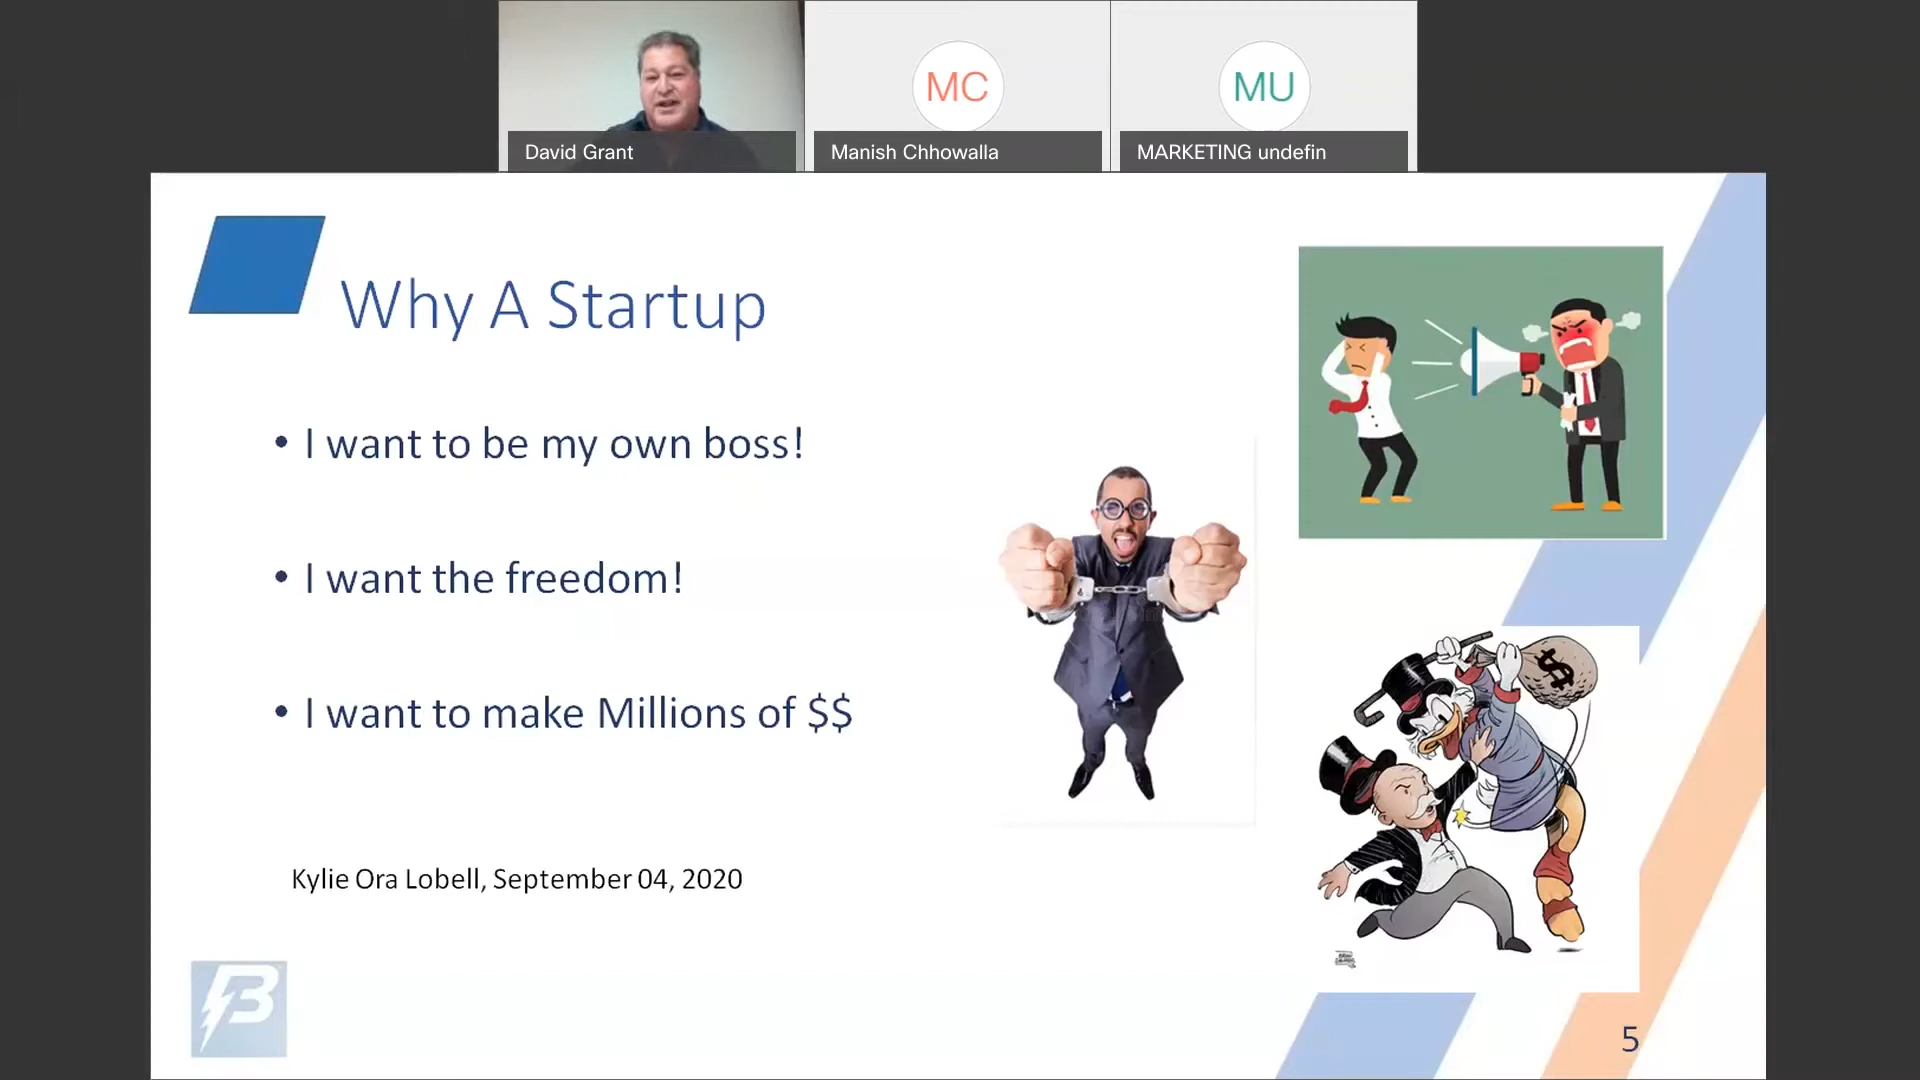 David Grant
MC
Manish Chhowalla
MU
MARKETING undefin
Why A Startup
• I want to be my own boss!
• I want the freedom!
• I want to make Millions of $$
Kylie Ora Lobell, September 04, 2020
$
B
5